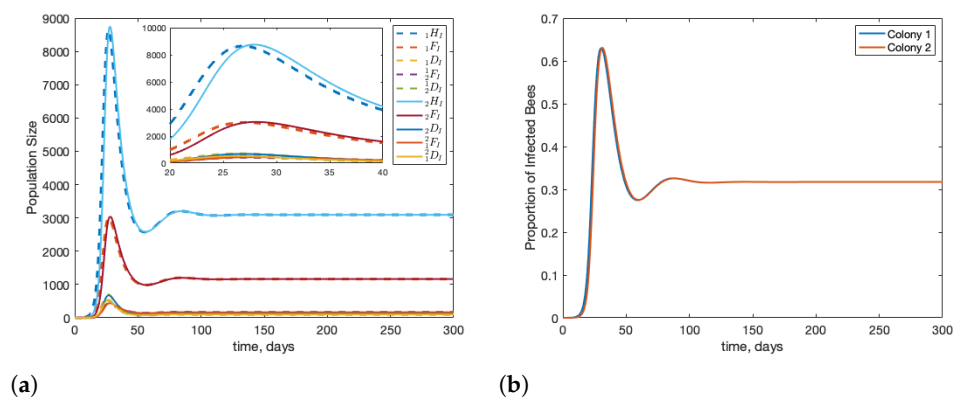 9000
8000
7000
6000
5000
4000
3000
2000
1000
0
Population Size
0 50 100 150 200 250 300
time, days
10000
8000
6000
4000
2000
0
20 25 30 35 40
₁H_I
₁F_I
₁D_I
¹₂F_I
¹₂D_I
₂H_I
₂F_I
₂D_I
²₁F_I
²₁D_I
(a)
0.7
0.6
0.5
0.4
0.3
0.2
0.1
0
Proportion of Infected Bees
0 50 100 150 200 250 300
time, days
Colony 1
Colony 2
(b)